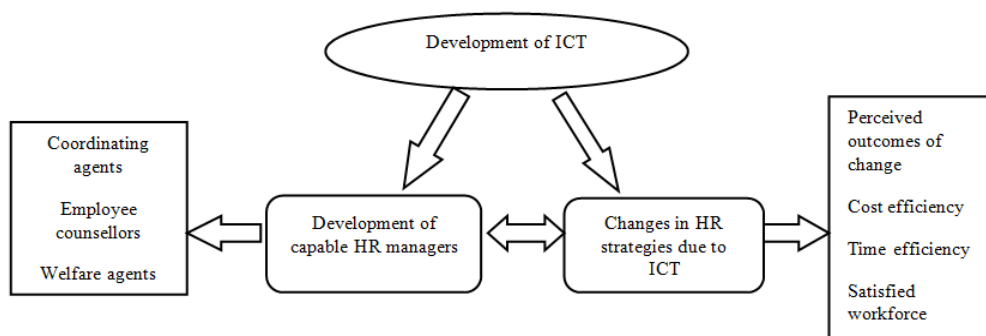 Development of ICT
Coordinating
agents
Employee
counsellors
Welfare agents
Development of
capable HR managers
Changes in HR
strategies due to
ICT
Perceived
outcomes of
change
Cost efficiency
Time efficiency
Satisfied
workforce